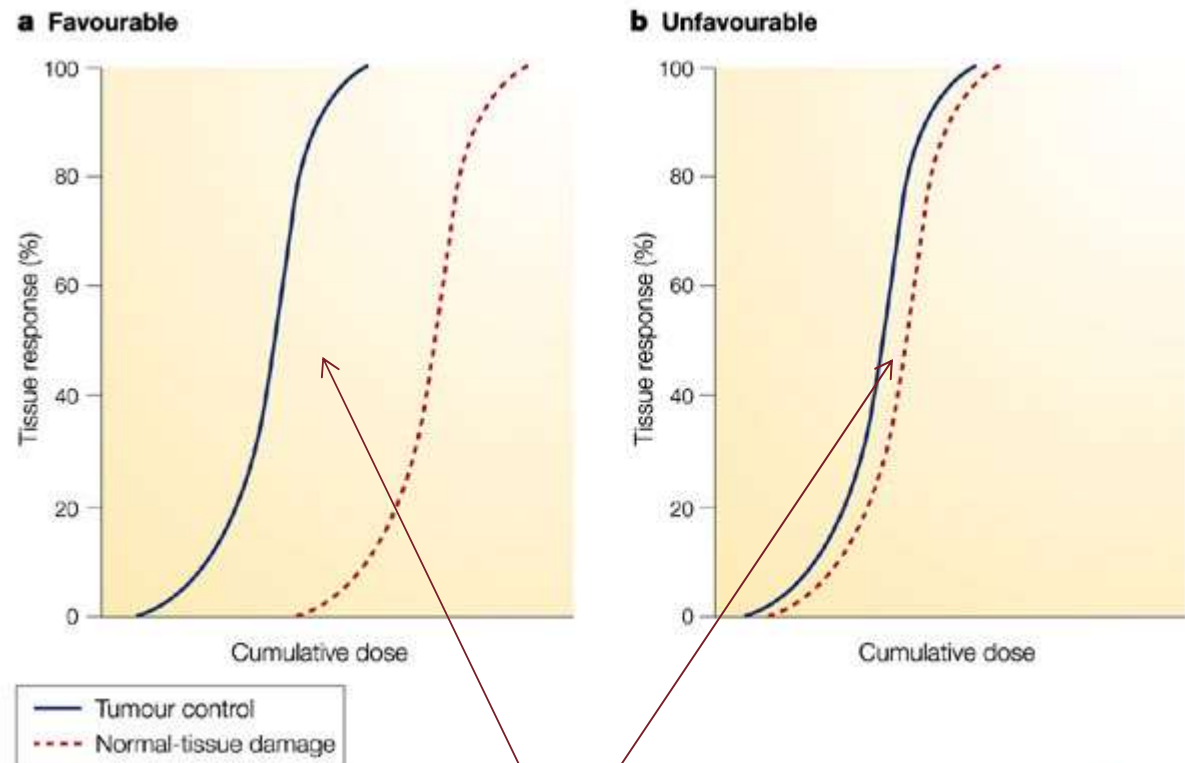 a Favourable
100
80
60
40
20
0
Tissue response (%)
Cumulative dose
Tumour control
Normal-tissue damage
b Unfavourable
100
80
60
40
20
0
Tissue response (%)
Cumulative dose